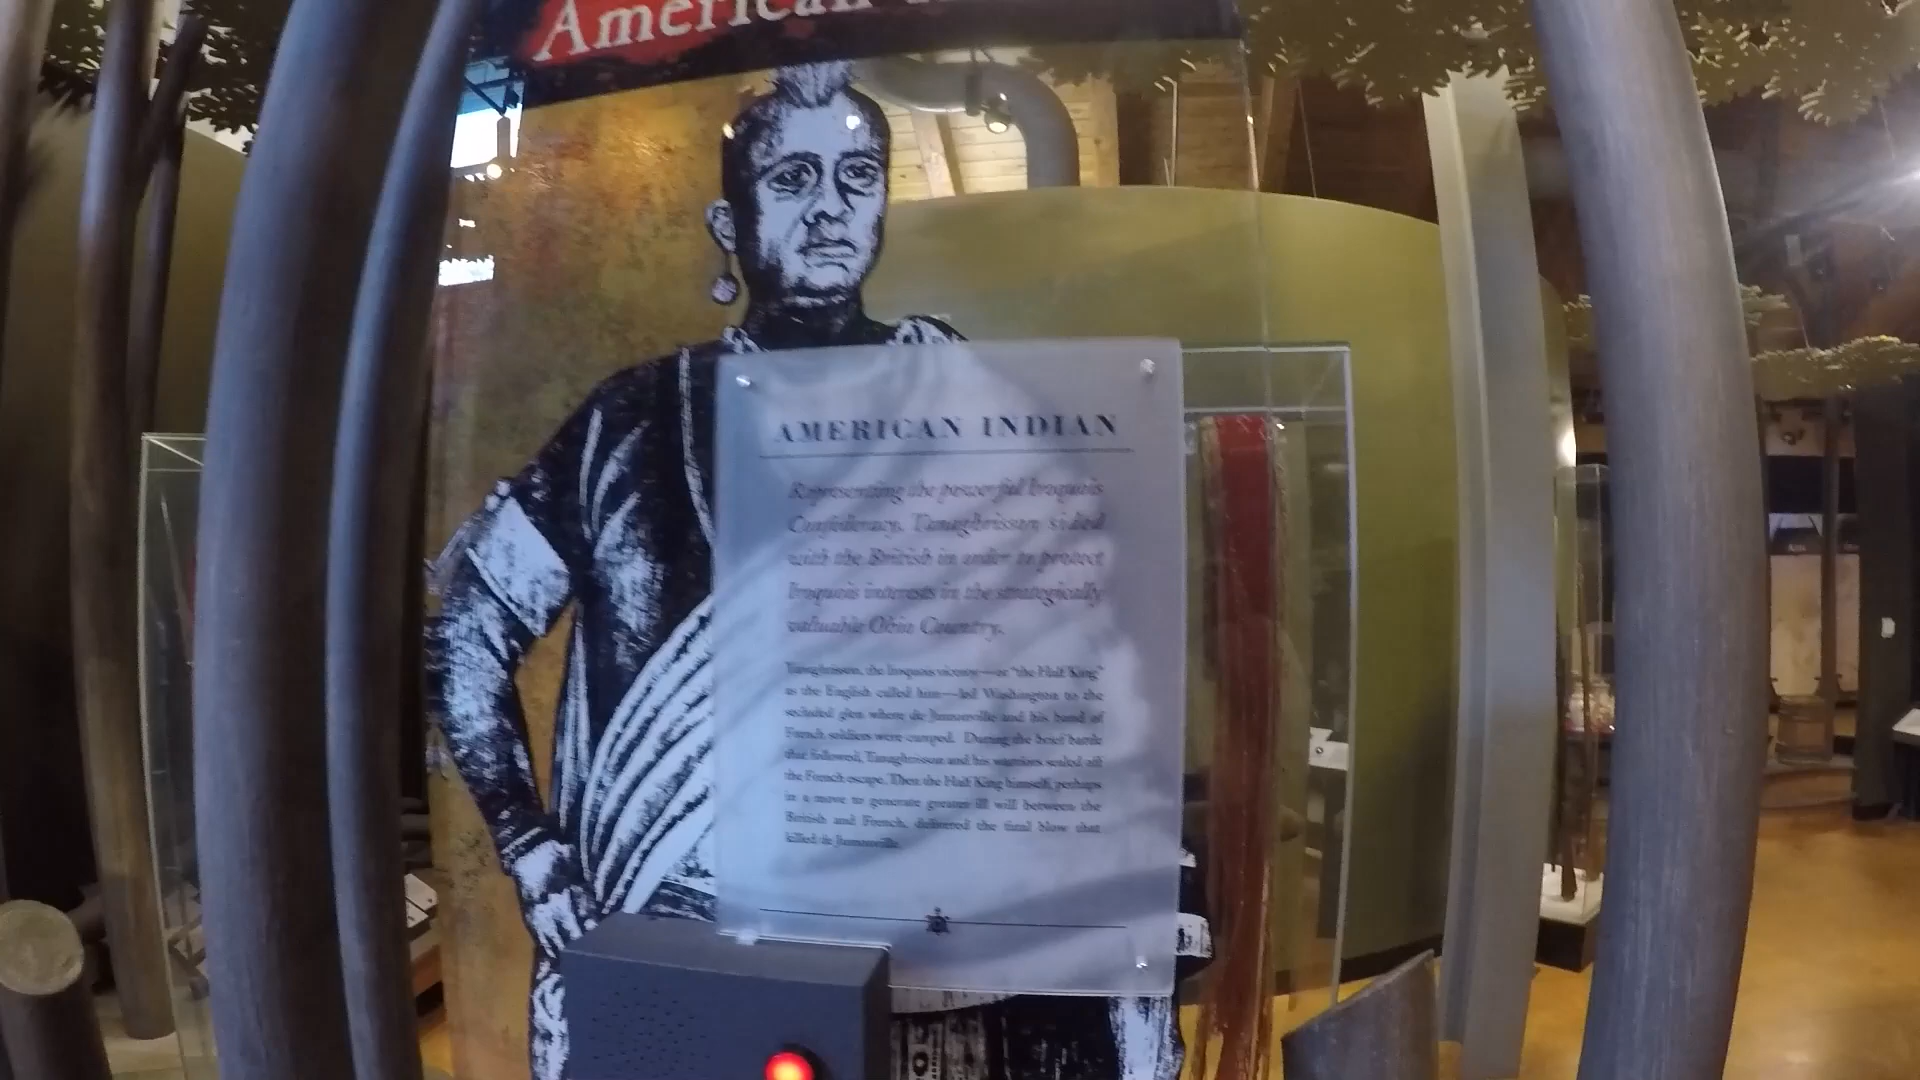 American
AMERICAN INDIAN
Representing the powerful Iroquois
Confederacy, Tanaghrisson sided
with the British in order to protect
Iroquois interests in the strategically
valuable Ohio Country.
Tanaghrisson, the Iroquois viceroy—or "the Half King"
as the English called him—led Washington to the
secluded glen where de Jumonville and his band of
French soldiers were camped. During the brief battle
that followed, Tanaghrisson and his warriors sealed off
the French escape. Then the Half King himself, perhaps
in a move to generate greater ill will between the
British and French, delivered the final blow that
killed de Jumonville.